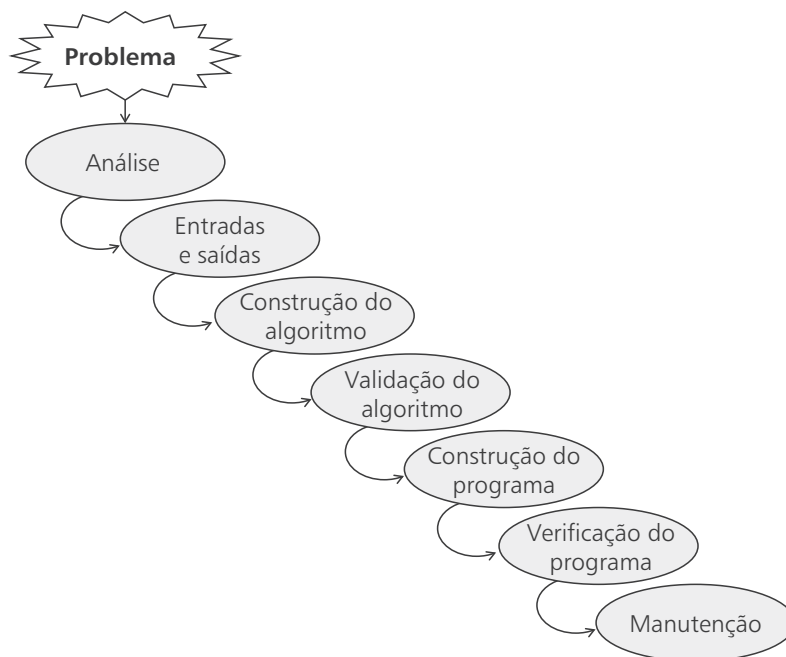 Problema
Análise
Entradas
e saídas
Construção do
algoritmo
Validação do
algoritmo
Construção do
programa
Verificação do
programa
Manutenção